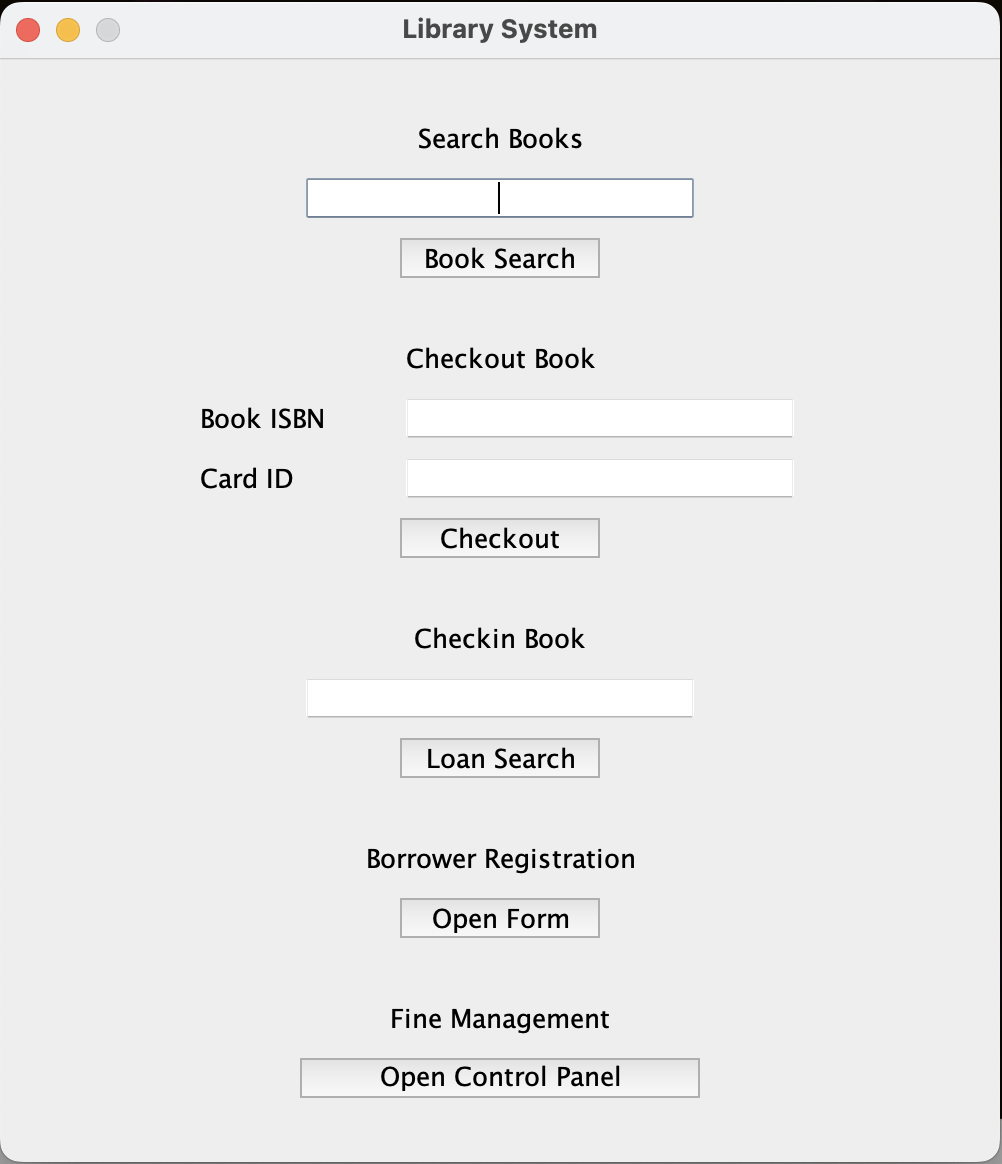 Library System
Search Books
Book Search
Checkout Book
Book ISBN
Card ID
Checkout
Checkin Book
Loan Search
Borrower Registration
Open Form
Fine Management
Open Control Panel